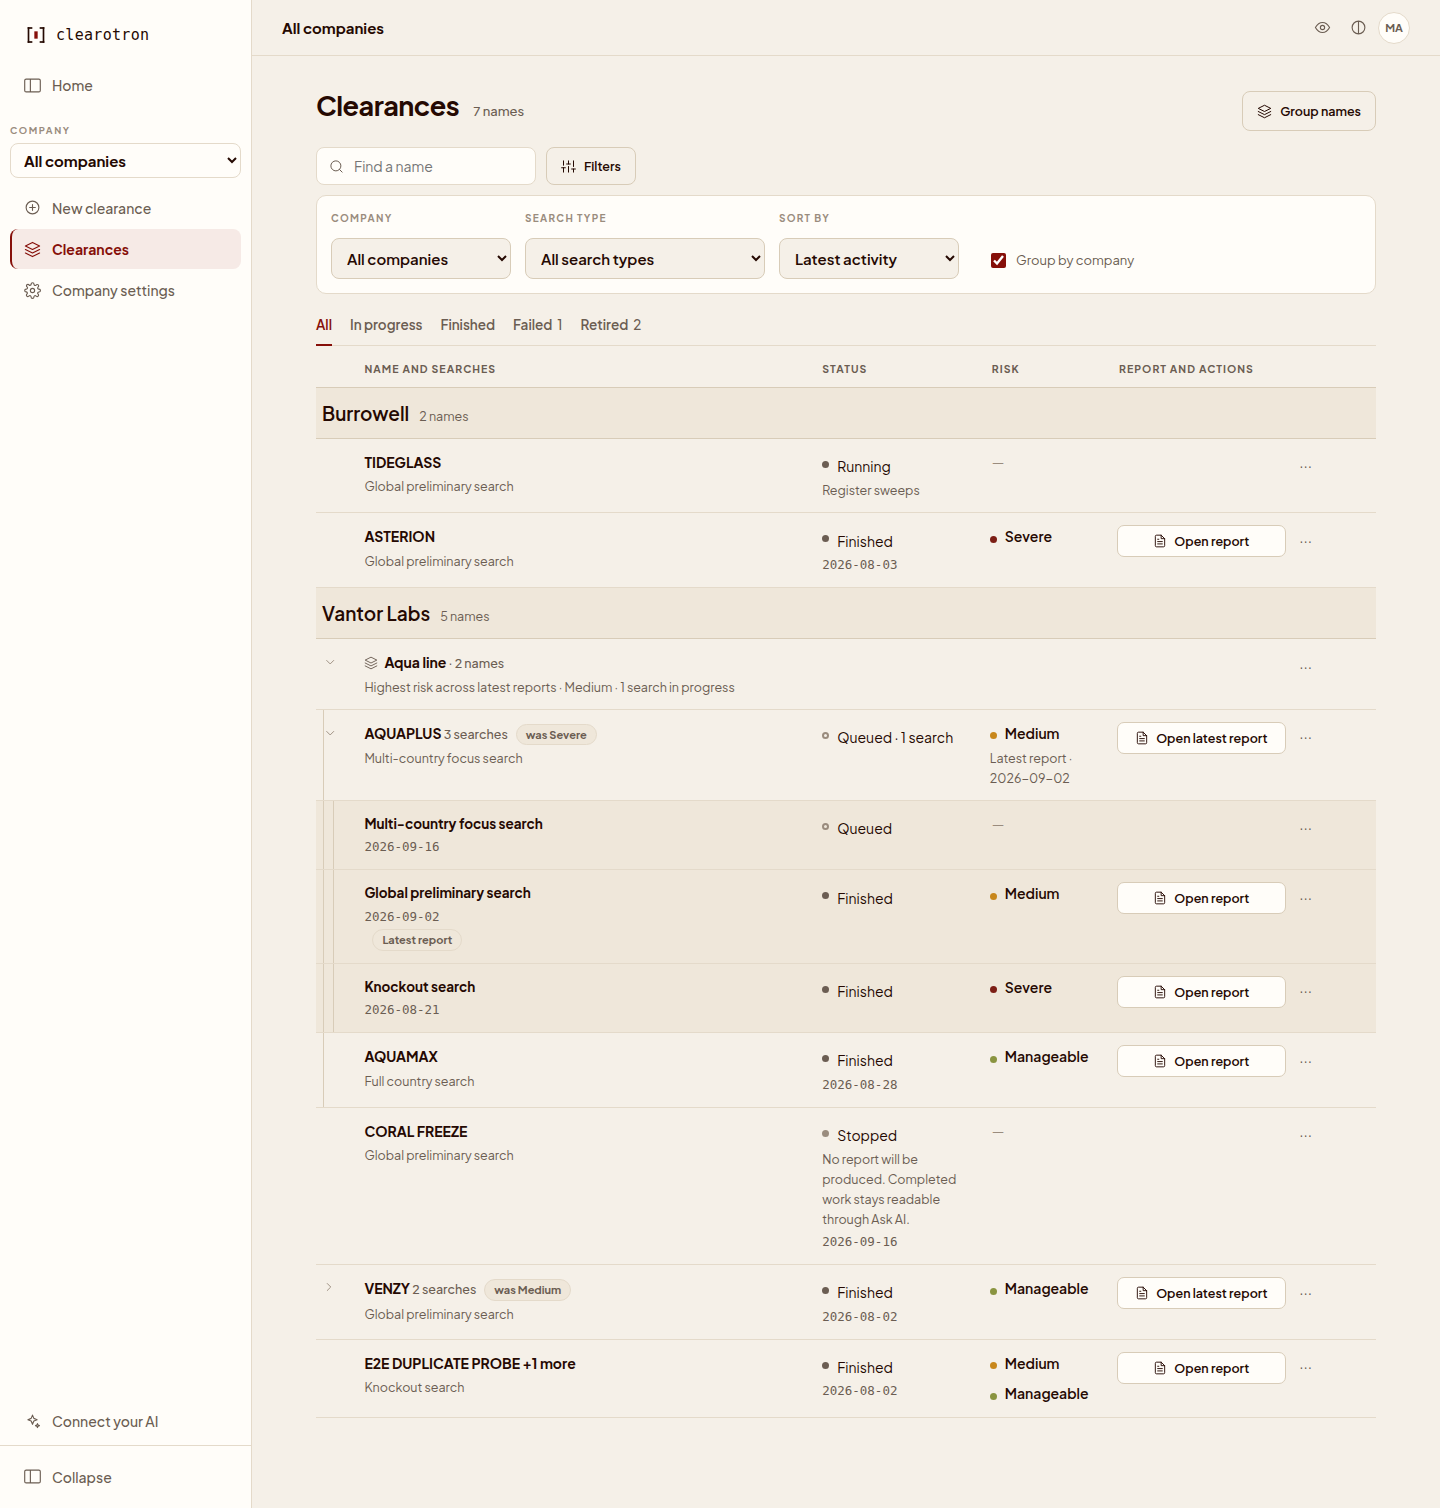 clearotron
All companies
MA
Home
COMPANY
All companies
New clearance
Clearances
Company settings
Connect your AI
Collapse
Clearances 7 names
Group names
Find a name
Filters
COMPANY SEARCH TYPE SORT BY
All companies All search types Latest activity Group by company
All In progress Finished Failed 1 Retired 2
NAME AND SEARCHES STATUS RISK REPORT AND ACTIONS
Burrowell 2 names
TIDEGLASS Running — ...
Global preliminary search Register sweeps
ASTERION Finished Severe Open report ...
Global preliminary search 2026-08-03
Vantor Labs 5 names
Aqua line · 2 names ...
Highest risk across latest reports · Medium · 1 search in progress
AQUAPLUS 3 searches was Severe Queued · 1 search Medium Open latest report ...
Multi-country focus search Latest report ·
2026-09-02
Multi-country focus search Queued — ...
2026-09-16
Global preliminary search Finished Medium Open report ...
2026-09-02
Latest report
Knockout search Finished Severe Open report ...
2026-08-21
AQUAMAX Finished Manageable Open report ...
Full country search 2026-08-28
CORAL FREEZE Stopped — ...
Global preliminary search No report will be
produced. Completed
work stays readable
through Ask AI.
2026-09-16
VENZY 2 searches was Medium Finished Manageable Open latest report ...
Global preliminary search 2026-08-02
E2E DUPLICATE PROBE +1 more Finished Medium Open report ...
Knockout search 2026-08-02 Manageable